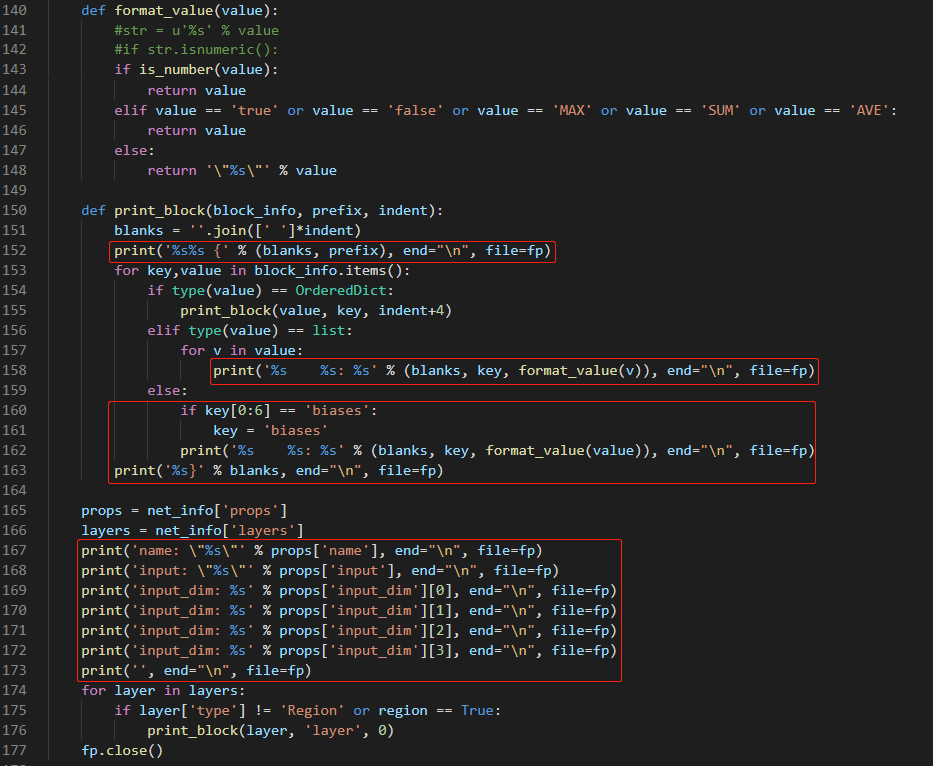 140 def format_value(value):
141 #str = u'%s' % value
142 #if str.isnumeric():
143 if is_number(value):
144 return value
145 elif value == 'true' or value == 'false' or value == 'MAX' or value == 'SUM' or value == 'AVE':
146 return value
147 else:
148 return '\"%s\"' % value
149
150 def print_block(block_info, prefix, indent):
151 blanks = ''.join([' ']*indent)
152 print('%s%s {' % (blanks, prefix), end="\n", file=fp)
153 for key,value in block_info.items():
154 if type(value) == OrderedDict:
155 print_block(value, key, indent+4)
156 elif type(value) == list:
157 for v in value:
158 print('%s    %s: %s' % (blanks, key, format_value(v)), end="\n", file=fp)
159 else:
160 if key[0:6] == 'biases':
161 key = 'biases'
162 print('%s    %s: %s' % (blanks, key, format_value(value)), end="\n", file=fp)
163 print('%s}' % blanks, end="\n", file=fp)
164
165 props = net_info['props']
166 layers = net_info['layers']
167 print('name: \"%s\"' % props['name'], end="\n", file=fp)
168 print('input: \"%s\"' % props['input'], end="\n", file=fp)
169 print('input_dim: %s' % props['input_dim'][0], end="\n", file=fp)
170 print('input_dim: %s' % props['input_dim'][1], end="\n", file=fp)
171 print('input_dim: %s' % props['input_dim'][2], end="\n", file=fp)
172 print('input_dim: %s' % props['input_dim'][3], end="\n", file=fp)
173 print('', end="\n", file=fp)
174 for layer in layers:
175 if layer['type'] != 'Region' or region == True:
176 print_block(layer, 'layer', 0)
177 fp.close()